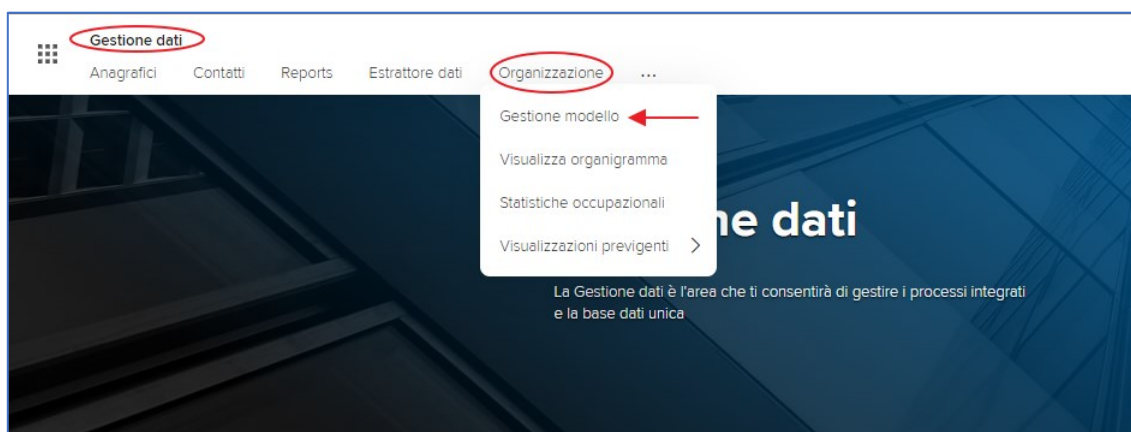 Gestione dati
Anagrafici Contatti Reports Estrattore dati Organizzazione ...
Gestione modello
Visualizza organigramma
Statistiche occupazionali
Visualizzazioni previgenti
ne dati
La Gestione dati è l'area che ti consentirà di gestire i processi integrati
e la base dati unica